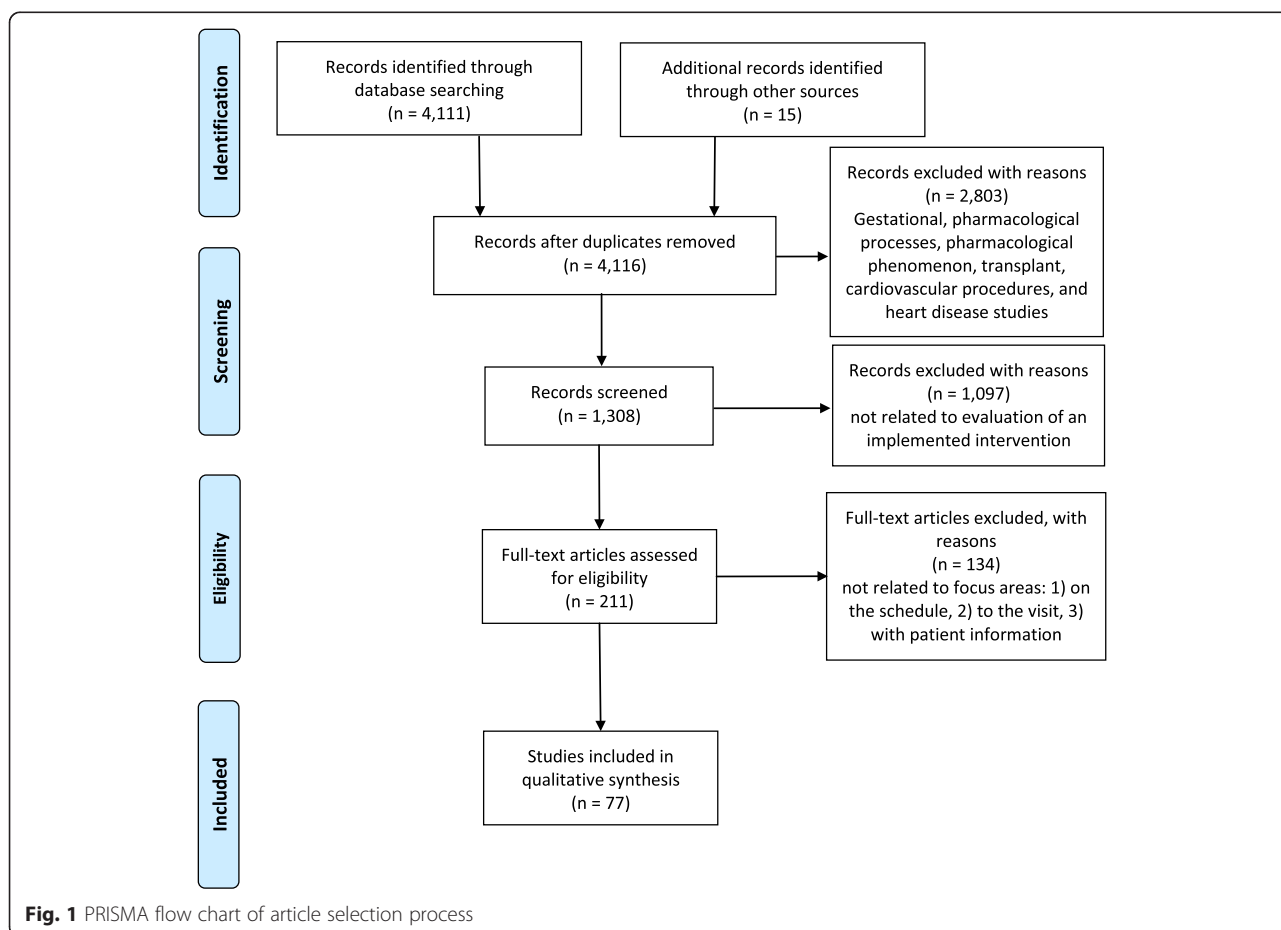 Identification
Records identified through
database searching
(n = 4,111)
Additional records identified
through other sources
(n = 15)
Records excluded with reasons
(n = 2,803)
Gestational, pharmacological
processes, pharmacological
phenomenon, transplant,
cardiovascular procedures, and
heart disease studies
Records after duplicates removed
(n = 4,116)
Screening
Records screened
(n = 1,308)
Records excluded with reasons
(n = 1,097)
not related to evaluation of an
implemented intervention
Eligibility
Full-text articles assessed
for eligibility
(n = 211)
Full-text articles excluded, with
reasons
(n = 134)
not related to focus areas: 1) on
the schedule, 2) to the visit, 3)
with patient information
Included
Studies included in
qualitative synthesis
(n = 77)
Fig. 1 PRISMA flow chart of article selection process